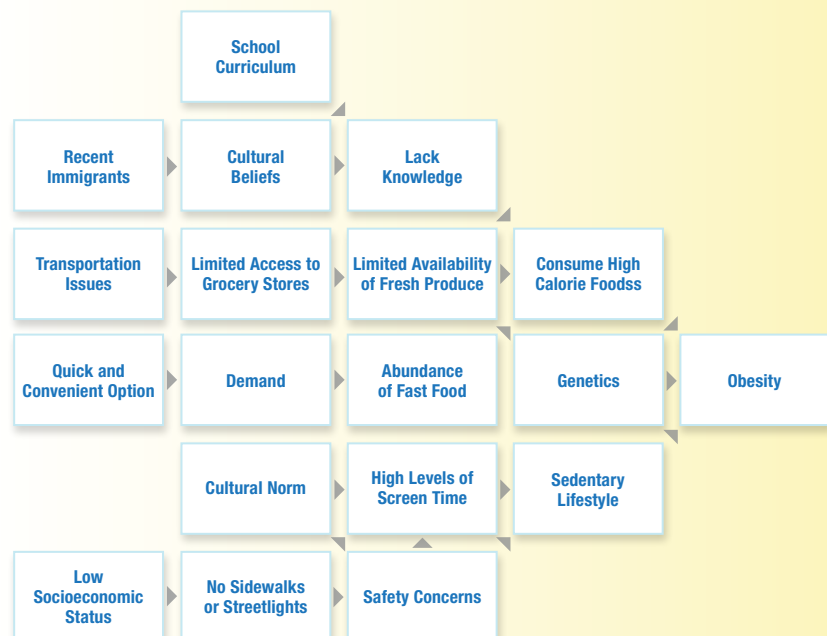 School
Curriculum
Recent
Immigrants
Cultural
Beliefs
Lack
Knowledge
Transportation
Issues
Limited Access to
Grocery Stores
Limited Availability
of Fresh Produce
Consume High
Calorie Foodss
Quick and
Convenient Option
Demand
Abundance
of Fast Food
Genetics
Obesity
Cultural Norm
High Levels of
Screen Time
Sedentary
Lifestyle
Low
Socioeconomic
Status
No Sidewalks
or Streetlights
Safety Concerns